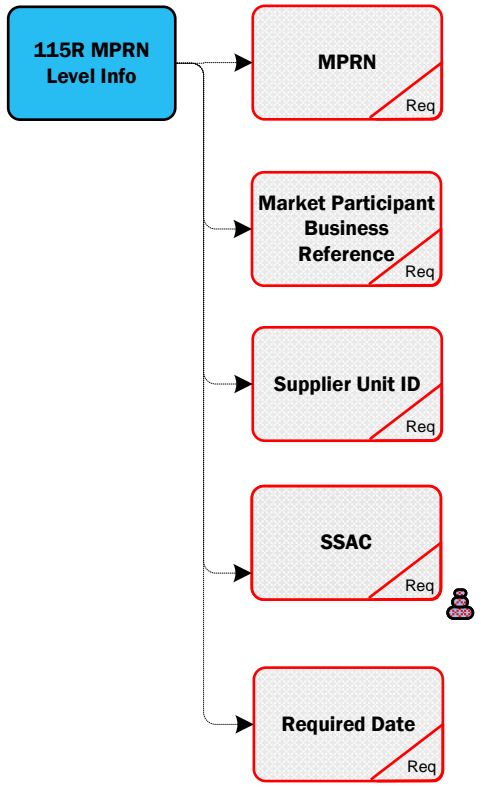 115R MPRN
Level Info
MPRN
Req
Market Participant
Business
Reference
Req
Supplier Unit ID
Req
SSAC
Req
Required Date
Req